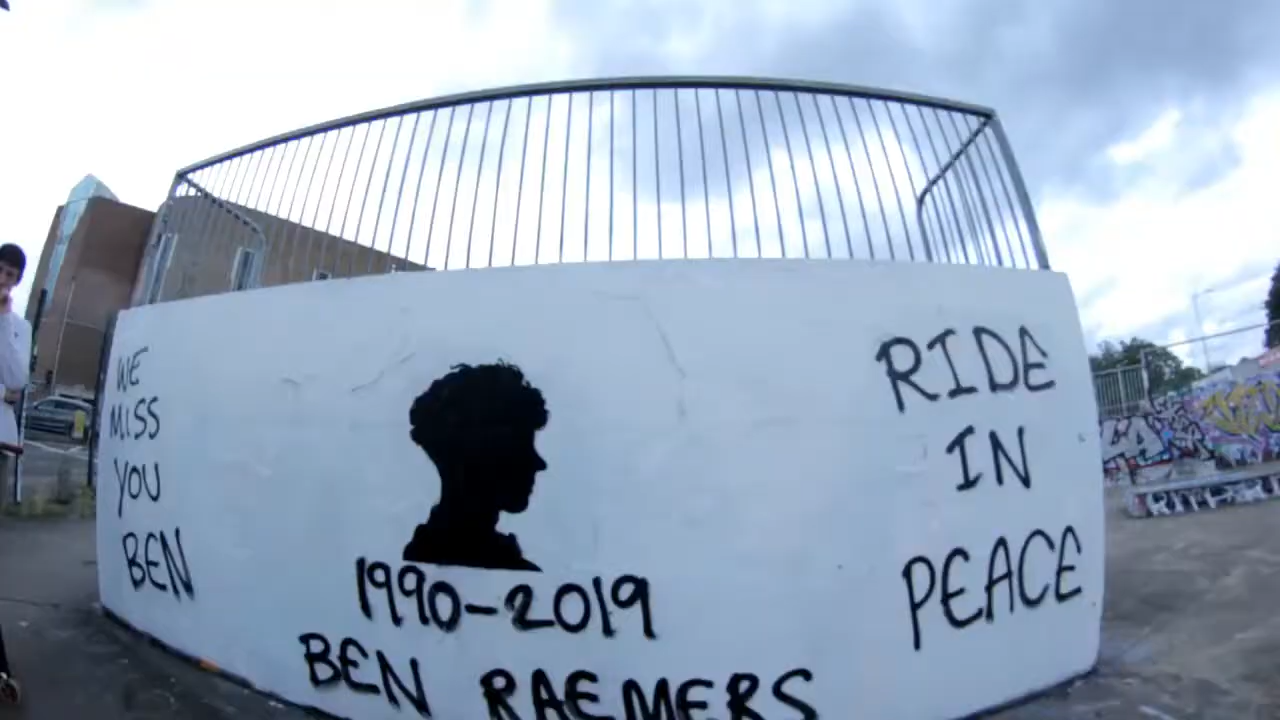 WE
MISS
YOU
BEN
1990-2019
BEN RAEMERS
RIDE
IN
PEACE